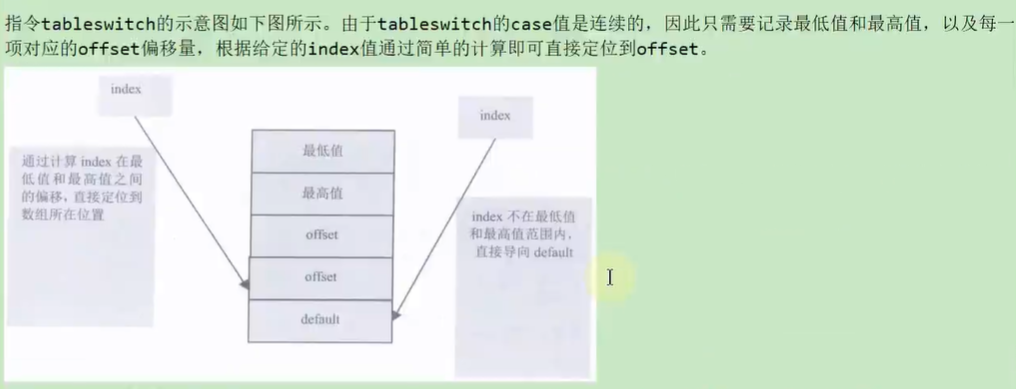 指令tableswitch的示意图如下图所示。由于tableswitch的case值是连续的，因此只需要记录最低值和最高值，以及每一
项对应的offset偏移量，根据给定的index值通过简单的计算即可直接定位到offset。
index
index
通过计算 index 在最
低值和最高值之间
的偏移，直接定位到
数组所在位置
最低值
最高值
offset
offset
default
index 不在最低值
和最高值范围内，
直接导向 default